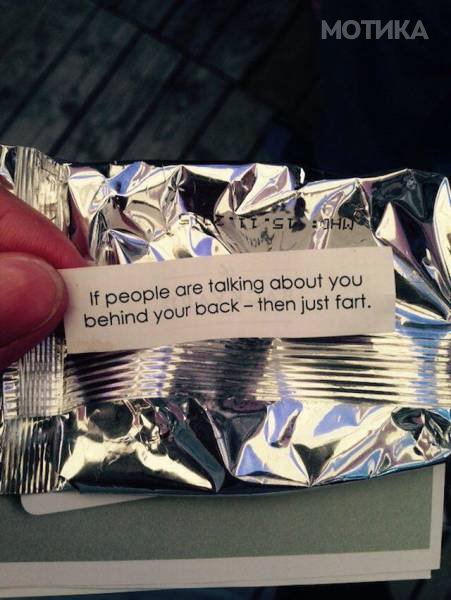 МОТИКА
If people are talking about you
behind your back – then just fart.